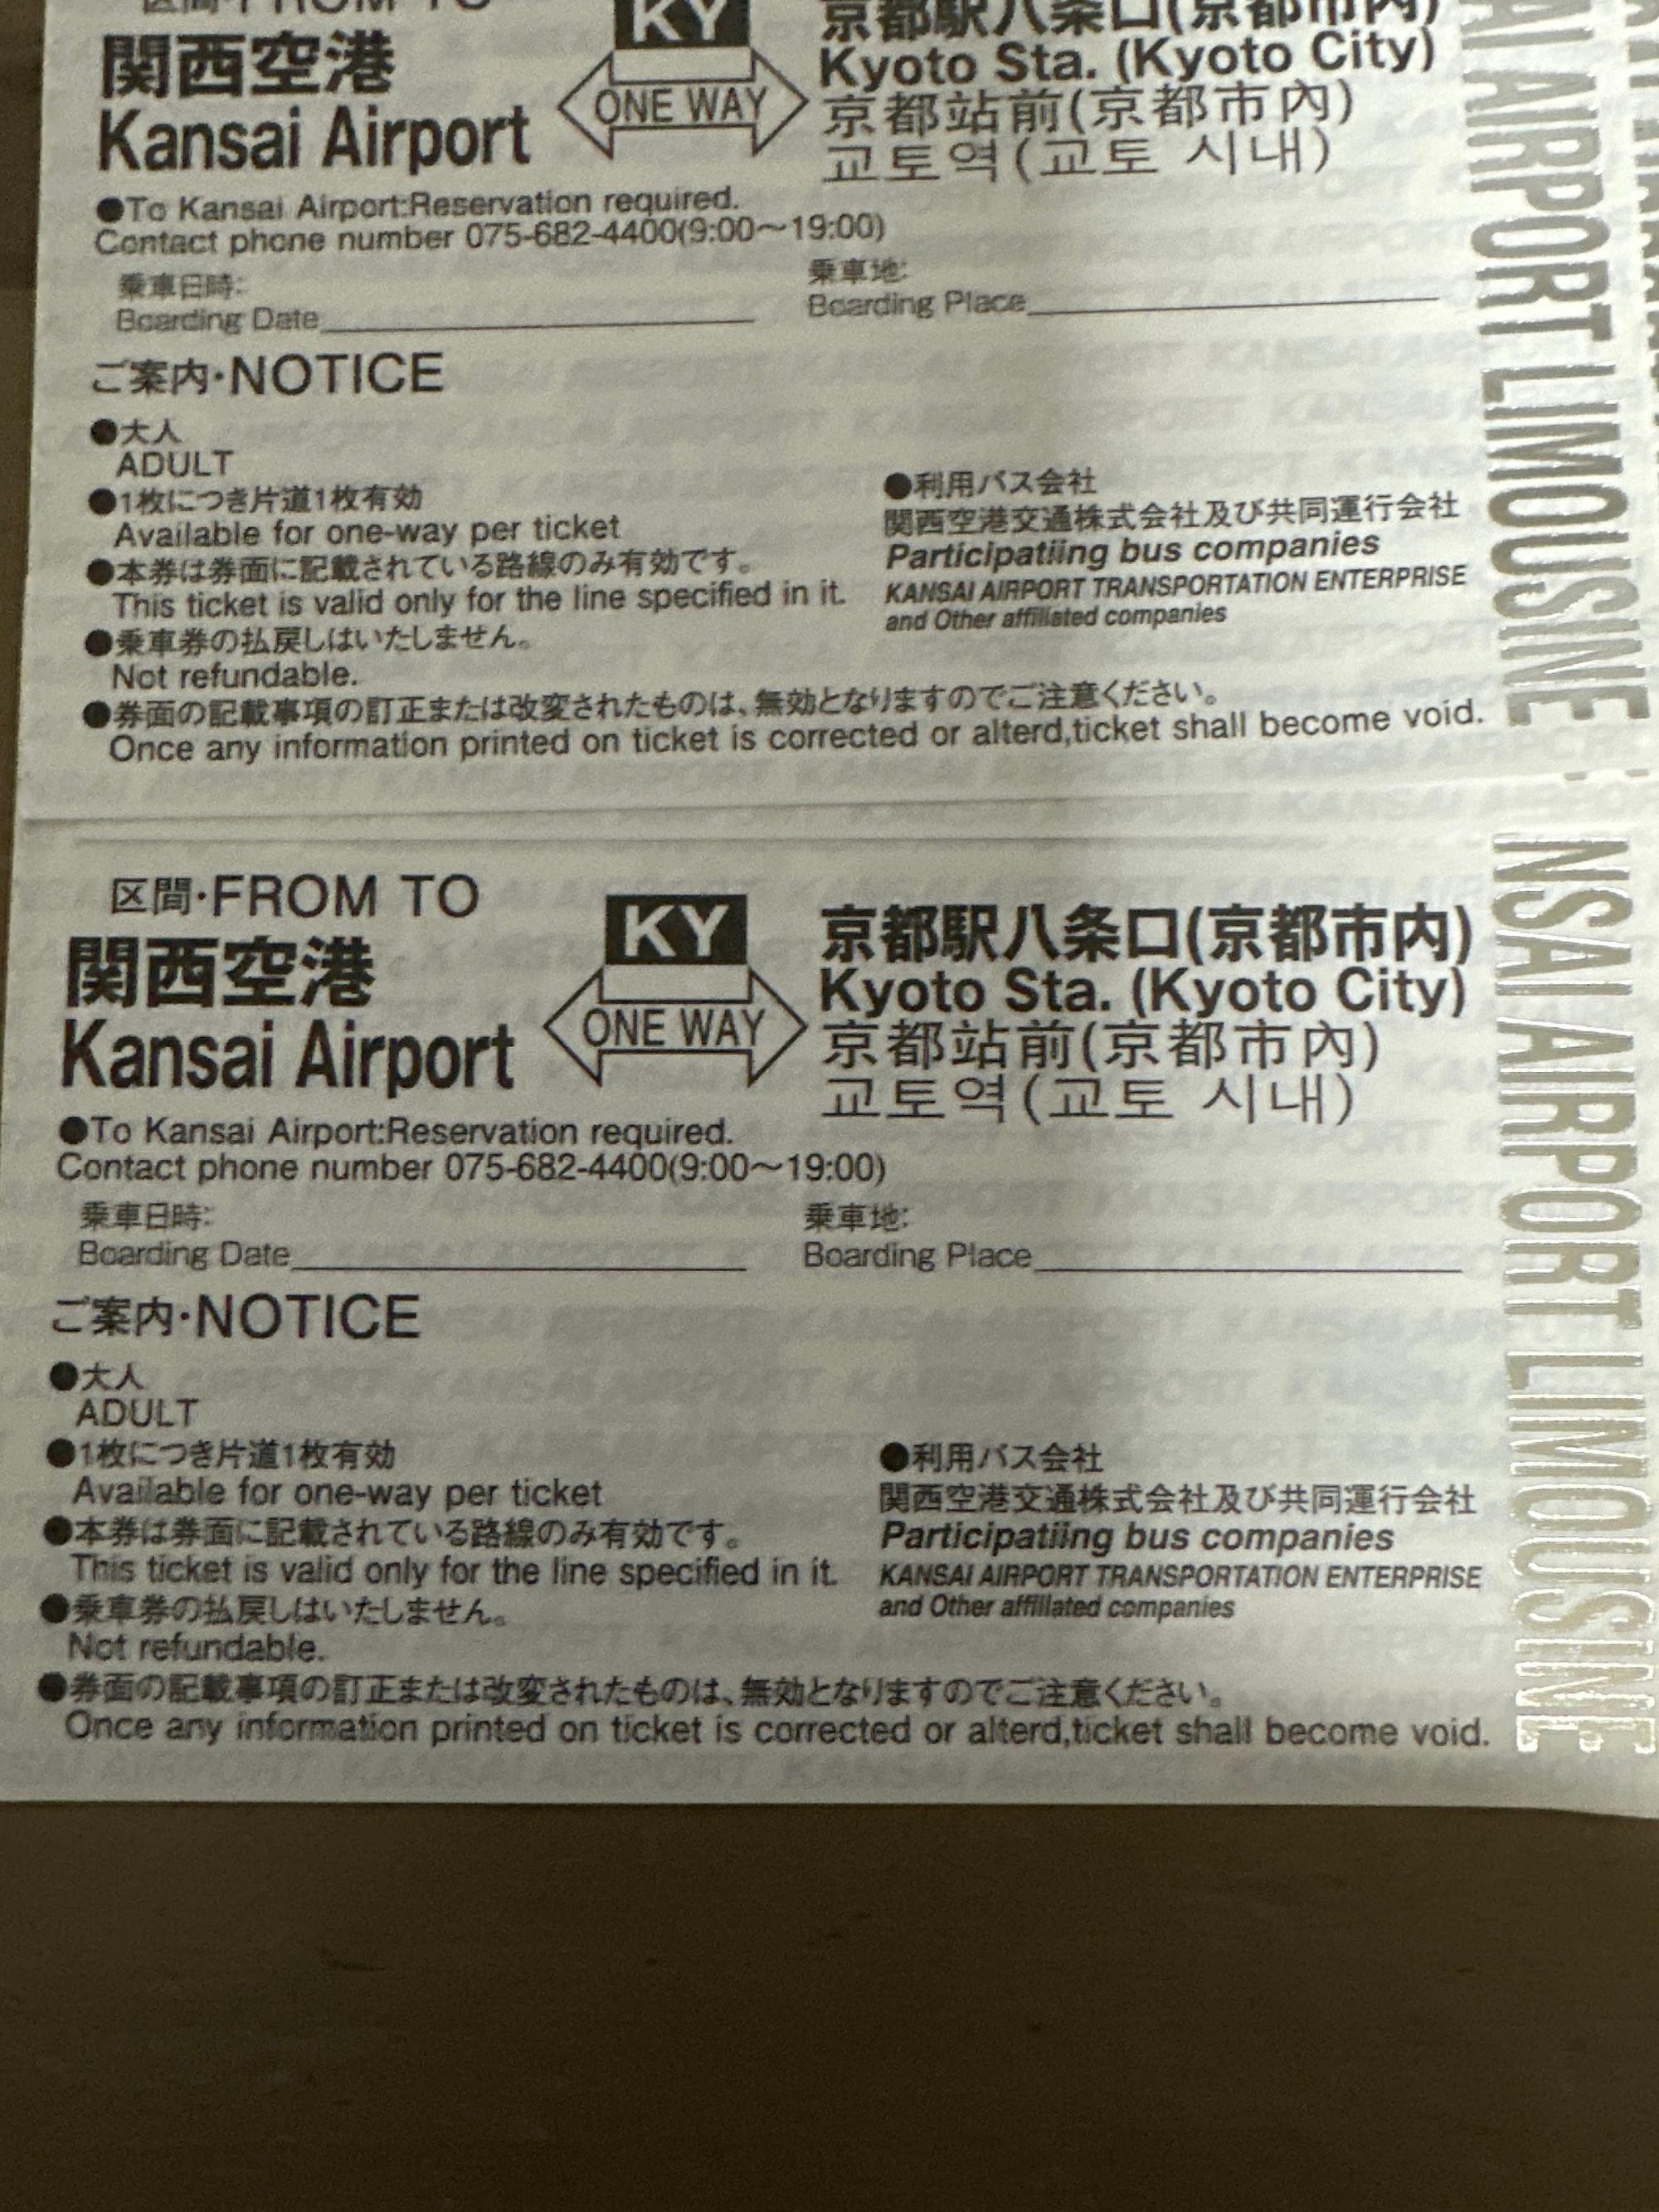 区間·FROM TO
関西空港
Kansai Airport
KY
ONE WAY
京都駅八条口(京都市内)
Kyoto Sta. (Kyoto City)
京都站前(京都市內)
교토역(교토 시내)
●To Kansai Airport:Reservation required.
Contact phone number 075-682-4400(9:00～19:00)
乗車日時:
Boarding Date
乗車地:
Boarding Place
ご案内·NOTICE
●大人
ADULT
●1枚につき片道1枚有効
Available for one-way per ticket
●本券は券面に記載されている路線のみ有効です。
This ticket is valid only for the line specified in it.
●乗車券の払戻しはいたしません。
Not refundable.
●券面の記載事項の訂正または改変されたものは、無効となりますのでご注意ください。
Once any information printed on ticket is corrected or alterd,ticket shall become void.
●利用バス会社
関西空港交通株式会社及び共同運行会社
Participatiing bus companies
KANSAI AIRPORT TRANSPORTATION ENTERPRISE
and Other affiliated companies
AI AIRPORT LIMOUSINE
区間·FROM TO
関西空港
Kansai Airport
KY
ONE WAY
京都駅八条口(京都市内)
Kyoto Sta. (Kyoto City)
京都站前(京都市內)
교토역(교토 시내)
●To Kansai Airport:Reservation required.
Contact phone number 075-682-4400(9:00～19:00)
乗車日時:
Boarding Date
乗車地:
Boarding Place
ご案内·NOTICE
●大人
ADULT
●1枚につき片道1枚有効
Available for one-way per ticket
●本券は券面に記載されている路線のみ有効です。
This ticket is valid only for the line specified in it.
●乗車券の払戻しはいたしません。
Not refundable.
●券面の記載事項の訂正または改変されたものは、無効となりますのでご注意ください。
Once any information printed on ticket is corrected or alterd,ticket shall become void.
●利用バス会社
関西空港交通株式会社及び共同運行会社
Participatiing bus companies
KANSAI AIRPORT TRANSPORTATION ENTERPRISE
and Other affiliated companies
NSAI AIRPORT LIMOUSINE